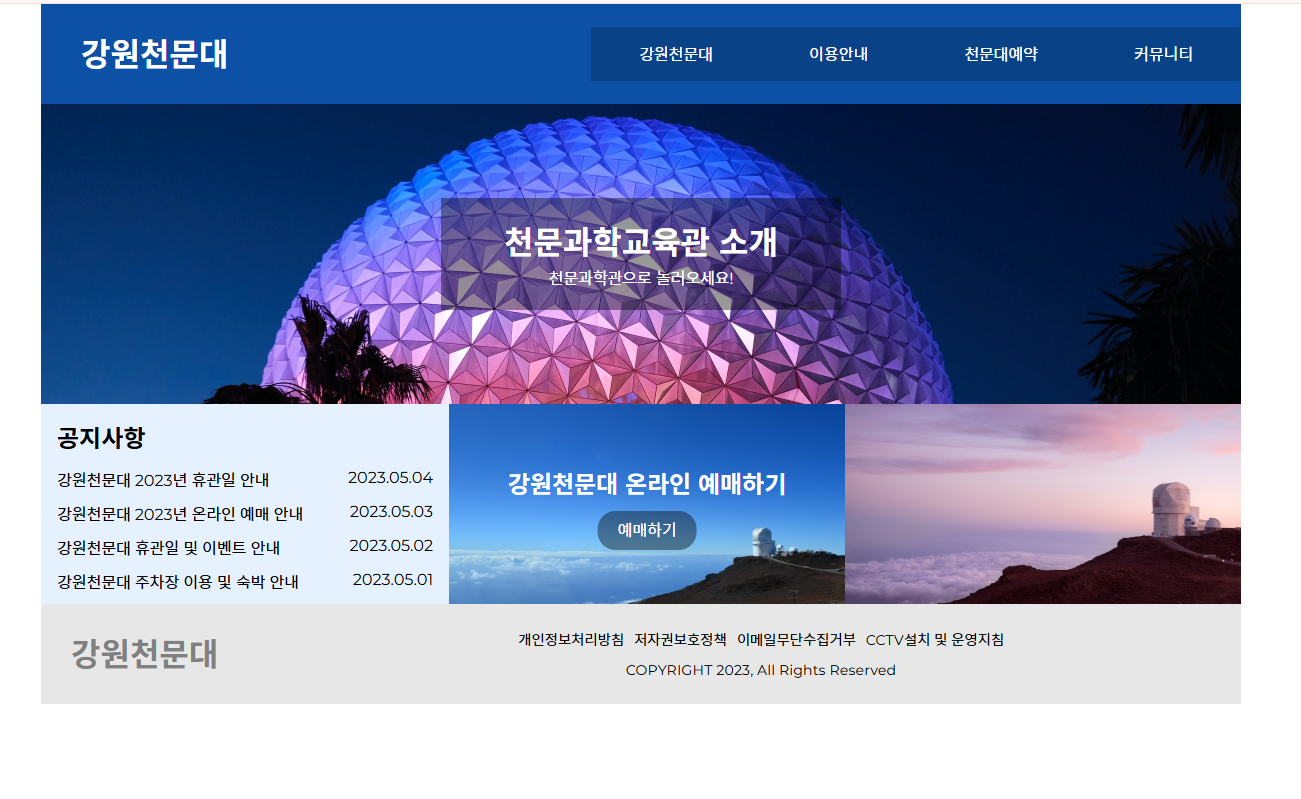 강원천문대
강원천문대 이용안내 천문대예약 커뮤니티
천문과학교육관 소개
천문과학관으로 놀러오세요!
공지사항
강원천문대 2023년 휴관일 안내 2023.05.04
강원천문대 2023년 온라인 예매 안내 2023.05.03
강원천문대 휴관일 및 이벤트 안내 2023.05.02
강원천문대 주차장 이용 및 숙박 안내 2023.05.01
강원천문대 온라인 예매하기
예매하기
강원천문대
개인정보처리방침 저자권보호정책 이메일무단수집거부 CCTV설치 및 운영지침
COPYRIGHT 2023, All Rights Reserved